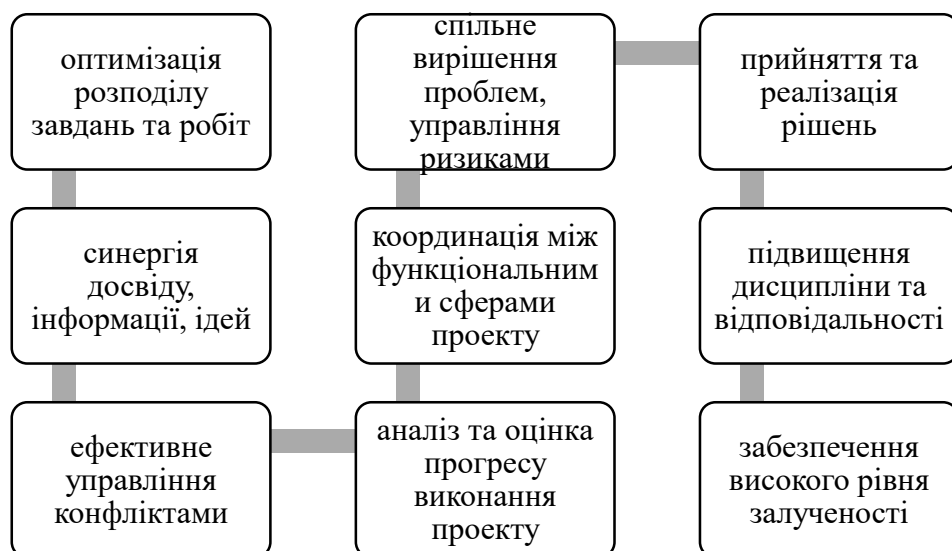 оптимізація
розподілу
завдань та робіт
синергія
досвіду,
інформації, ідей
ефективне
управління
конфліктами
аналіз та оцінка
прогресу
виконання
проекту
координація між
функціональним
и сферами
проекту
спільне
вирішення
проблем,
управління
ризиками
прийняття та
реалізація
рішень
підвищення
дисципліни та
відповідальності
забезпечення
високого рівня
залученості